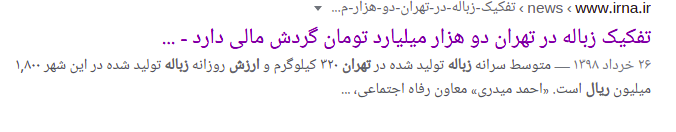 www.irna.ir › news › تفکیک-زباله-در-تهران-دو-هزار-م...
تفکیک زباله در تهران دو هزار میلیارد تومان گردش مالی دارد - ...
۲۶ خرداد ۱۳۹۸ — متوسط سرانه زباله تولید شده در تهران ۳۲۰ کیلوگرم و ارزش روزانه زباله تولید شده در این شهر ۱,۸۰۰
میلیون ریال است. «احمد میدری» معاون رفاه اجتماعی، ...